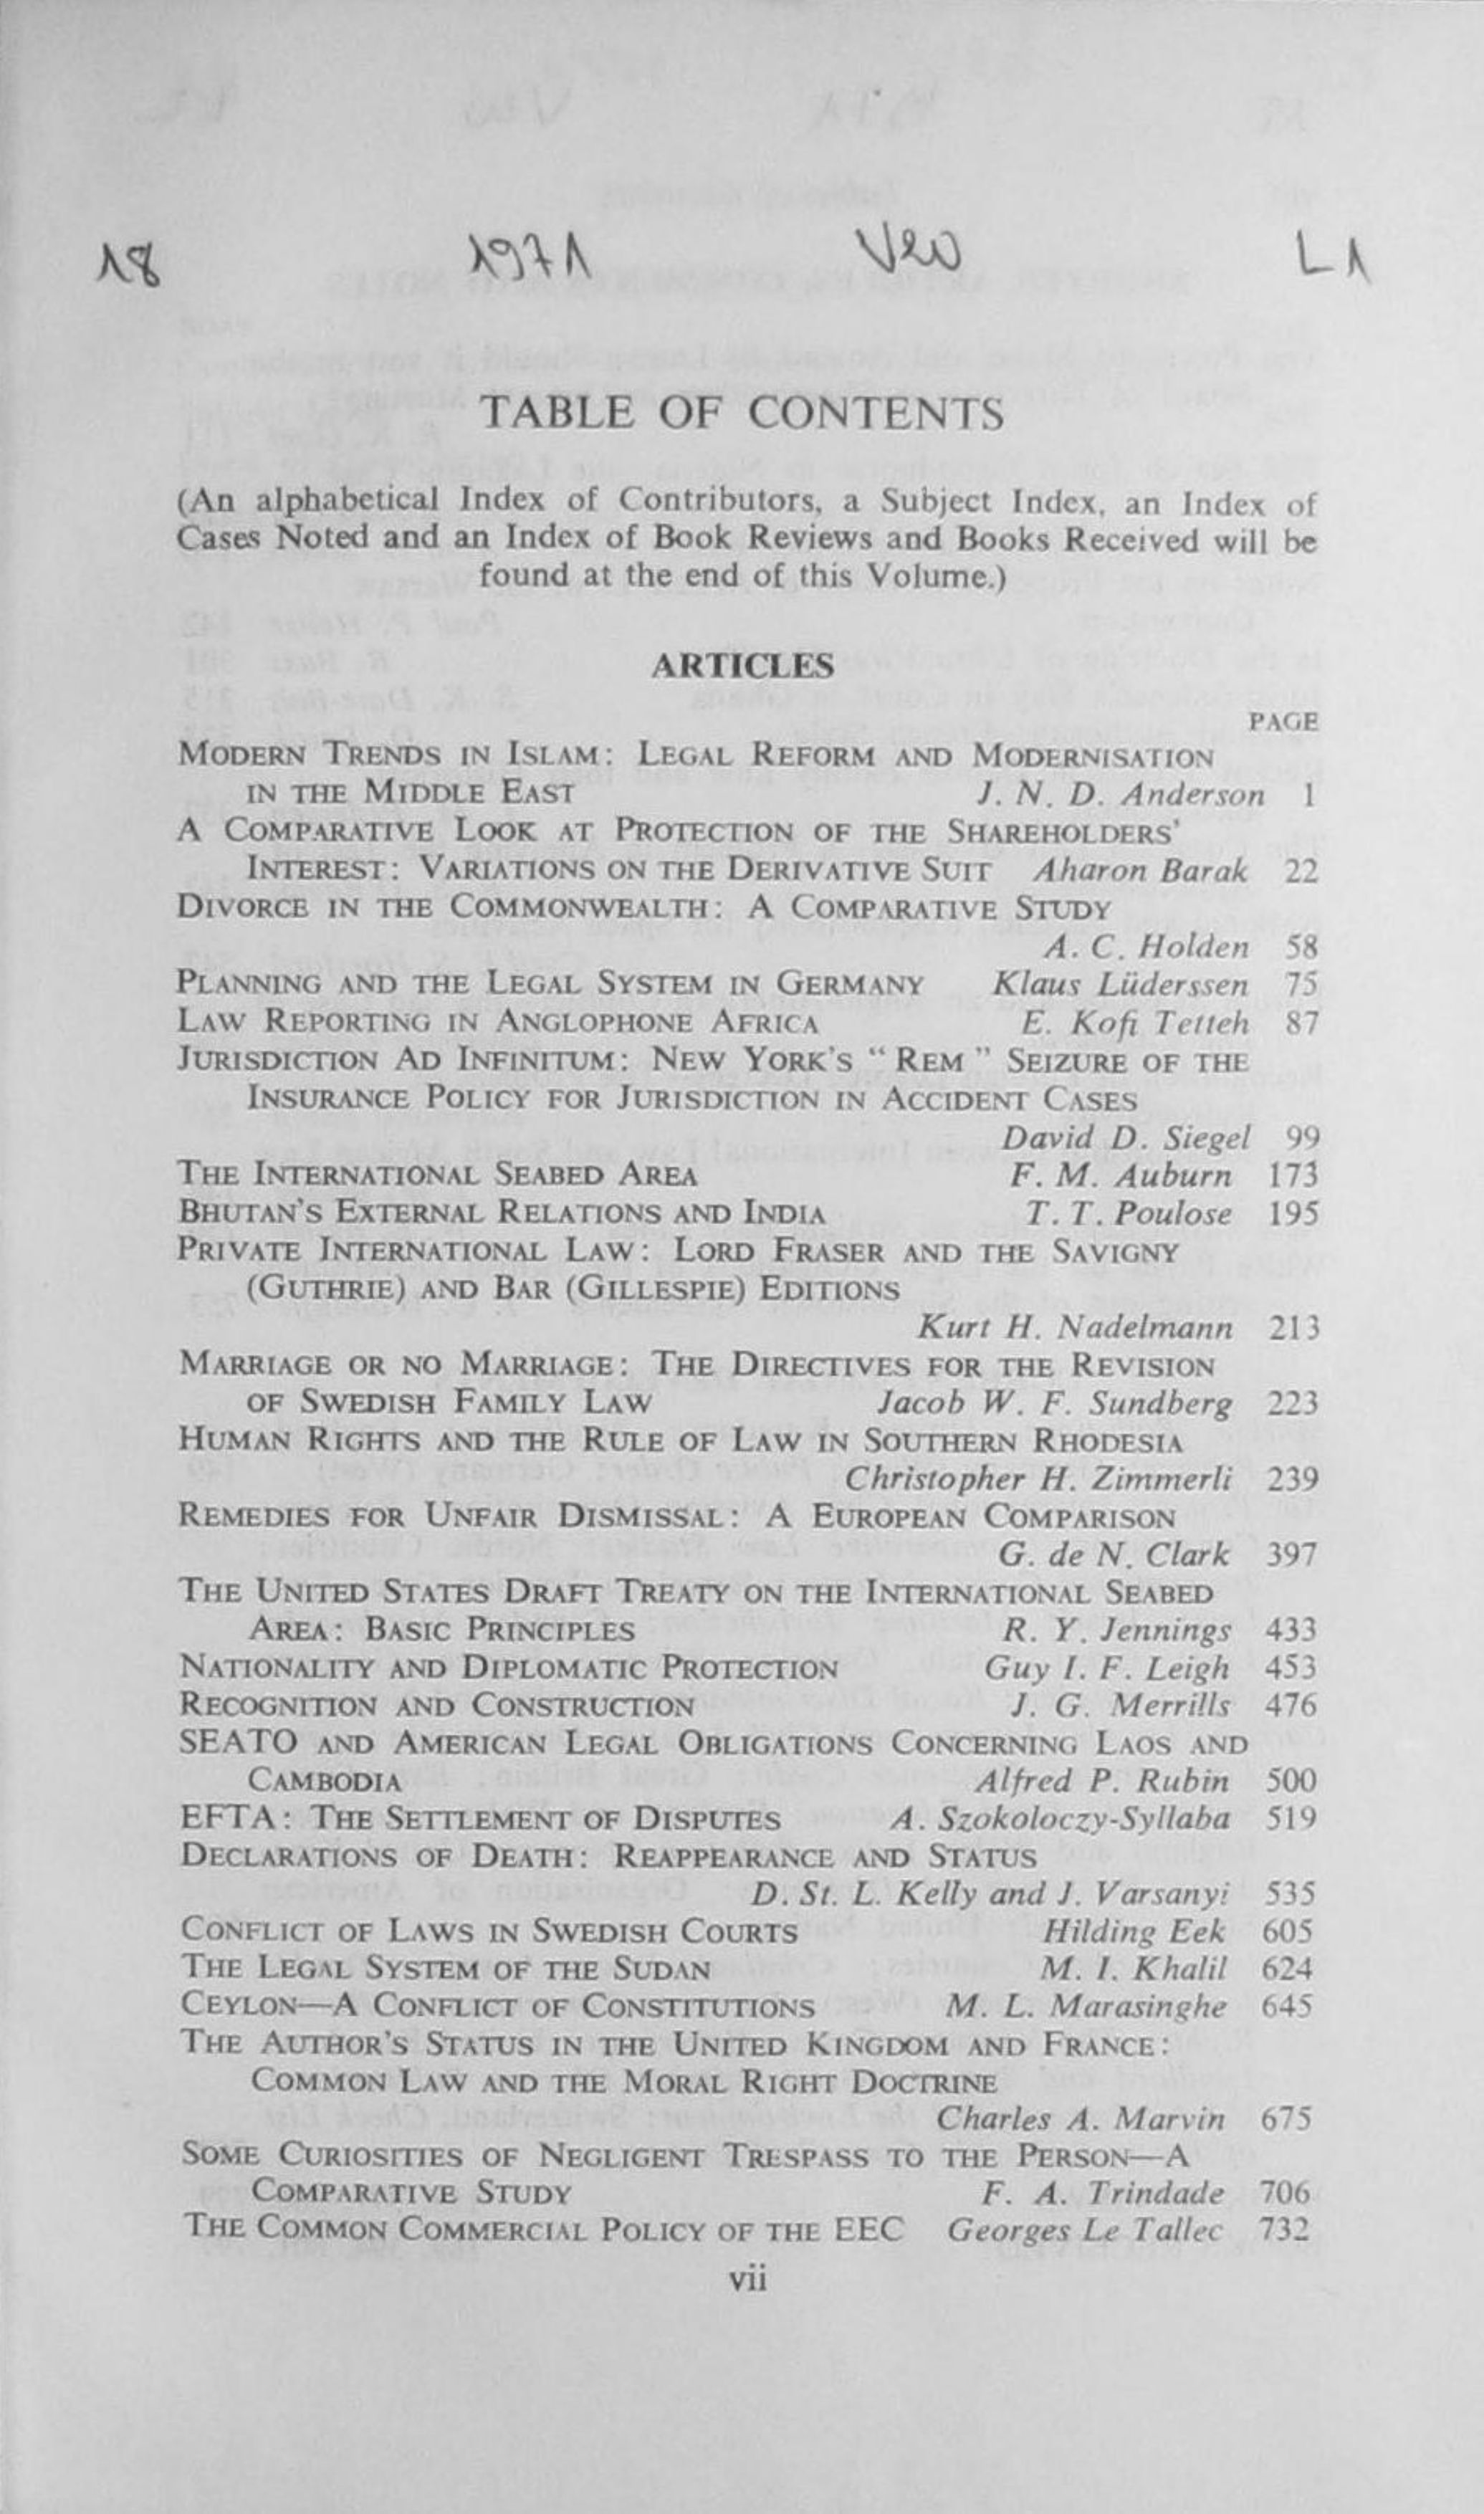 18 1971 V20 L1
TABLE OF CONTENTS
(An alphabetical Index of Contributors, a Subject Index, an Index of
Cases Noted and an Index of Book Reviews and Books Received will be
found at the end of this Volume.)
ARTICLES
PAGE
MODERN TRENDS IN ISLAM: LEGAL REFORM AND MODERNISATION
IN THE MIDDLE EAST J. N. D. Anderson 1
A COMPARATIVE LOOK AT PROTECTION OF THE SHAREHOLDERS'
INTEREST: VARIATIONS ON THE DERIVATIVE SUIT Aharon Barak 22
DIVORCE IN THE COMMONWEALTH: A COMPARATIVE STUDY
A. C. Holden 58
PLANNING AND THE LEGAL SYSTEM IN GERMANY Klaus Lüderssen 75
LAW REPORTING IN ANGLOPHONE AFRICA E. Kofi Tetteh 87
JURISDICTION AD INFINITUM: NEW YORK'S "REM" SEIZURE OF THE
INSURANCE POLICY FOR JURISDICTION IN ACCIDENT CASES
David D. Siegel 99
THE INTERNATIONAL SEABED AREA F. M. Auburn 173
BHUTAN'S EXTERNAL RELATIONS AND INDIA T. T. Poulose 195
PRIVATE INTERNATIONAL LAW: LORD FRASER AND THE SAVIGNY
(GUTHRIE) AND BAR (GILLESPIE) EDITIONS
Kurt H. Nadelmann 213
MARRIAGE OR NO MARRIAGE: THE DIRECTIVES FOR THE REVISION
OF SWEDISH FAMILY LAW Jacob W. F. Sundberg 223
HUMAN RIGHTS AND THE RULE OF LAW IN SOUTHERN RHODESIA
Christopher H. Zimmerli 239
REMEDIES FOR UNFAIR DISMISSAL: A EUROPEAN COMPARISON
G. de N. Clark 397
THE UNITED STATES DRAFT TREATY ON THE INTERNATIONAL SEABED
AREA: BASIC PRINCIPLES R. Y. Jennings 433
NATIONALITY AND DIPLOMATIC PROTECTION Guy I. F. Leigh 453
RECOGNITION AND CONSTRUCTION J. G. Merrills 476
SEATO AND AMERICAN LEGAL OBLIGATIONS CONCERNING LAOS AND
CAMBODIA Alfred P. Rubin 500
EFTA: THE SETTLEMENT OF DISPUTES A. Szokoloczy-Syllaba 519
DECLARATIONS OF DEATH: REAPPEARANCE AND STATUS
D. St. L. Kelly and J. Varsanyi 535
CONFLICT OF LAWS IN SWEDISH COURTS Hilding Eek 605
THE LEGAL SYSTEM OF THE SUDAN M. I. Khalil 624
CEYLON—A CONFLICT OF CONSTITUTIONS M. L. Marasinghe 645
THE AUTHOR'S STATUS IN THE UNITED KINGDOM AND FRANCE:
COMMON LAW AND THE MORAL RIGHT DOCTRINE
Charles A. Marvin 675
SOME CURIOSITIES OF NEGLIGENT TRESPASS TO THE PERSON—A
COMPARATIVE STUDY F. A. Trindade 706
THE COMMON COMMERCIAL POLICY OF THE EEC Georges Le Tallec 732
vii